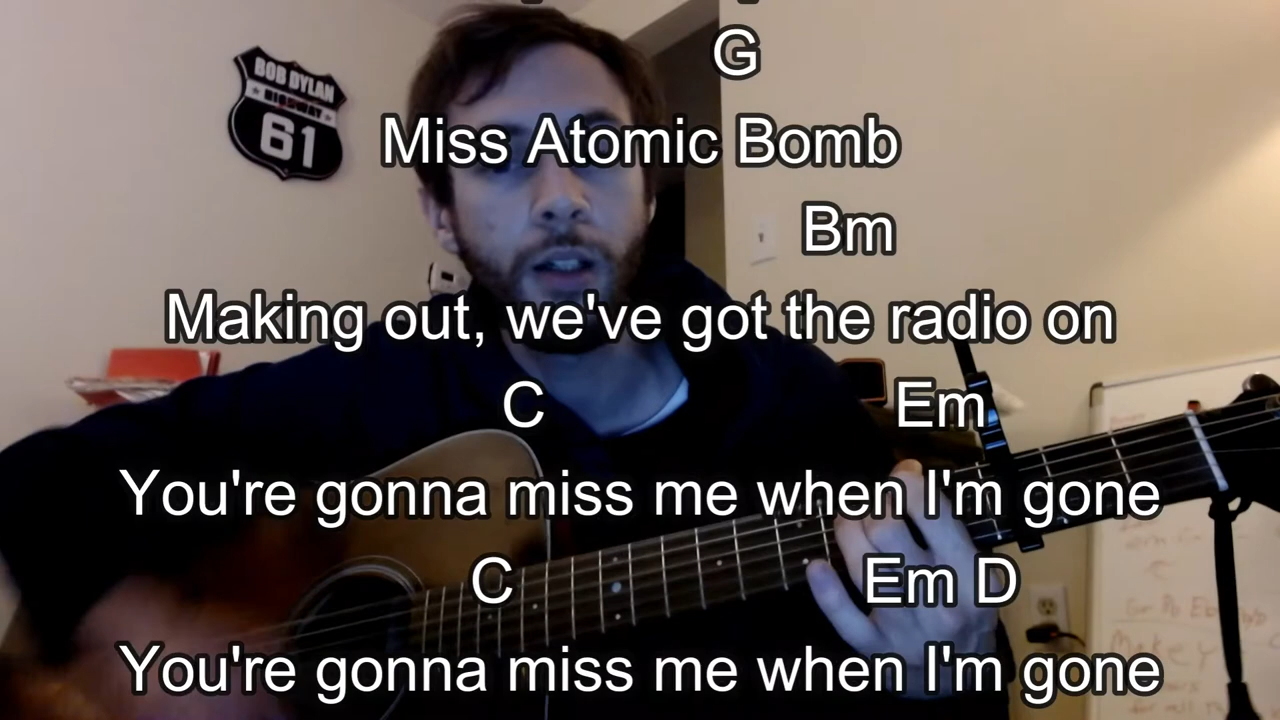 BOB DYLAN
HIGHWAY
61
G
Miss Atomic Bomb
Bm
Making out, we've got the radio on
C Em
You're gonna miss me when I'm gone
C Em D
You're gonna miss me when I'm gone